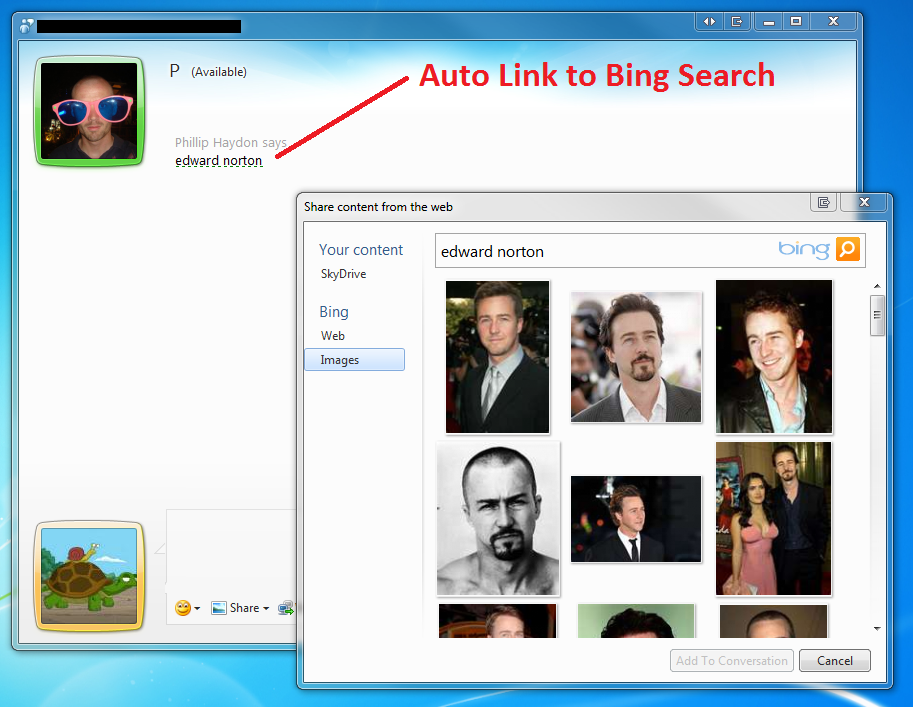 P (Available)
Auto Link to Bing Search
Phillip Haydon says
edward norton
Share content from the web
Your content
SkyDrive
Bing
Web
Images
edward norton
bing
Share
Add To Conversation
Cancel